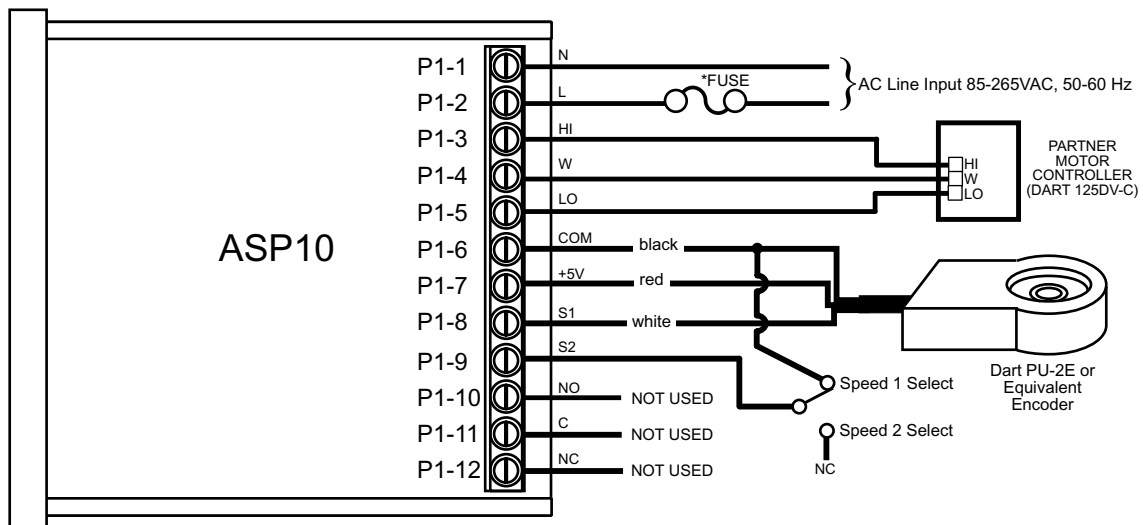 P1-1
N
*FUSE
AC Line Input 85-265VAC, 50-60 Hz
P1-2
L
P1-3
HI
P1-4
W
P1-5
LO
HI
W
LO
PARTNER
MOTOR
CONTROLLER
(DART 125DV-C)
ASP10
P1-6
COM
black
P1-7
+5V
red
P1-8
S1
white
P1-9
S2
Dart PU-2E or
Equivalent
Encoder
Speed 1 Select
P1-10
NO
NOT USED
P1-11
C
NOT USED
Speed 2 Select
P1-12
NC
NOT USED
NC